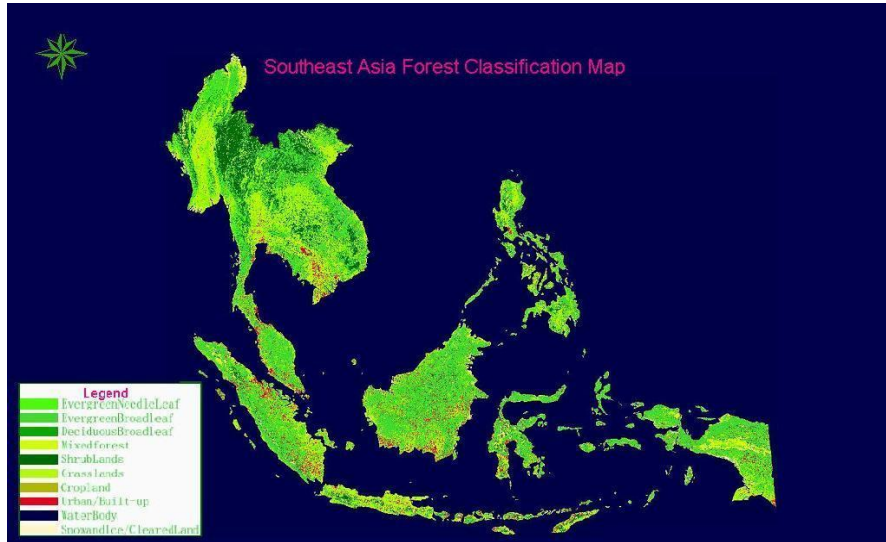 Southeast Asia Forest Classification Map
Legend
EvergreenNeedleLeaf
EvergreenBroadleaf
DeciduousBroadleaf
Mixedforest
ShrubLands
Grasslands
Cropland
Urban/Built-up
WaterBody
SnowandIce/ClearedLand